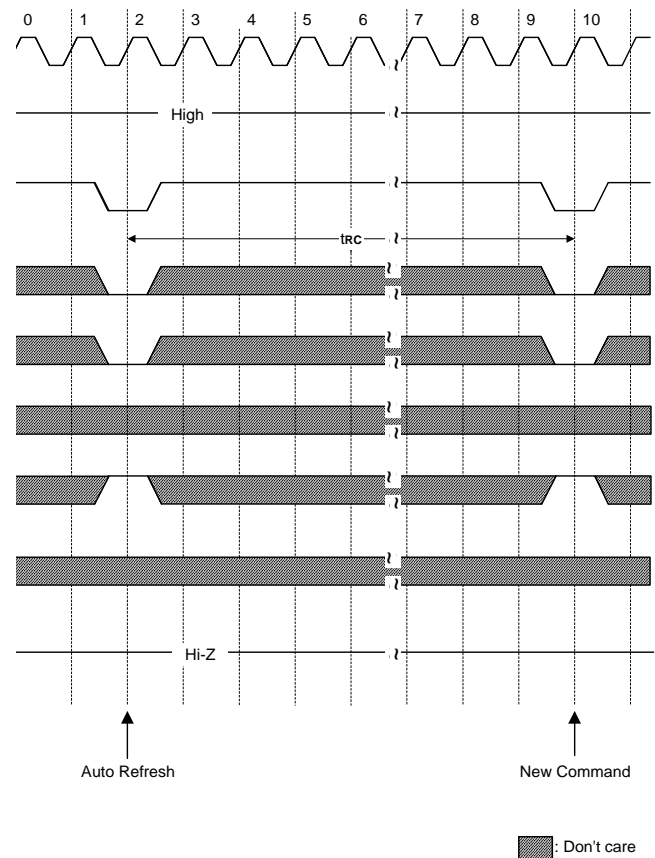 0 1 2 3 4 5 6 7 8 9 10
High
tRC
Hi-Z
Auto Refresh New Command
: Don't care